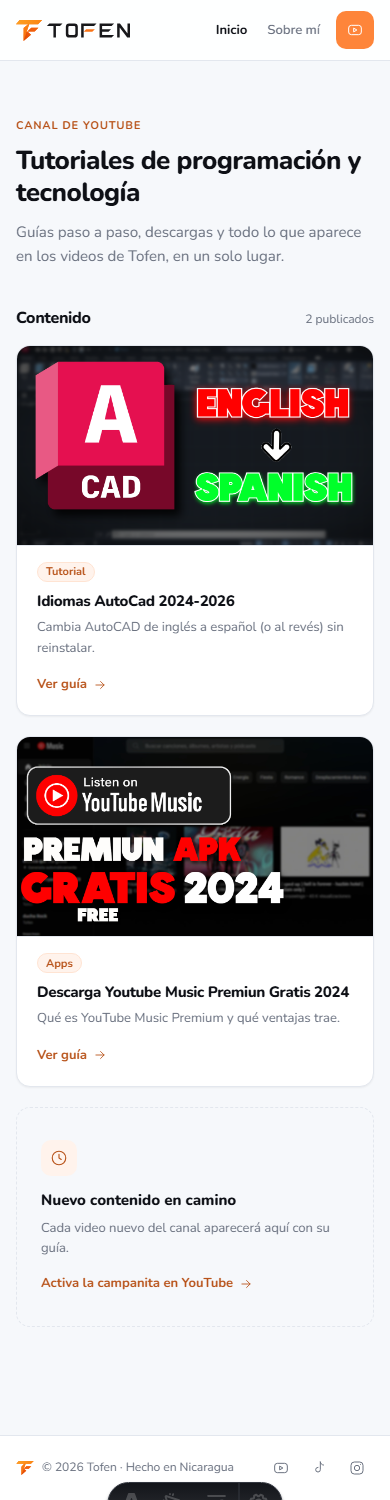 TOFEN
Inicio
Sobre mí
CANAL DE YOUTUBE
Tutoriales de programación y
tecnología
Guías paso a paso, descargas y todo lo que aparece
en los videos de Tofen, en un solo lugar.
Contenido
2 publicados
A
CAD
ENGLISH
SPANISH
Tutorial
Idiomas AutoCad 2024-2026
Cambia AutoCAD de inglés a español (o al revés) sin
reinstalar.
Ver guía →
Music
Listen on
YouTube Music
PREMIUN APK
GRATIS 2024
FREE
Apps
Descarga Youtube Music Premiun Gratis 2024
Qué es YouTube Music Premium y qué ventajas trae.
Ver guía →
Nuevo contenido en camino
Cada video nuevo del canal aparecerá aquí con su
guía.
Activa la campanita en YouTube →
© 2026 Tofen · Hecho en Nicaragua